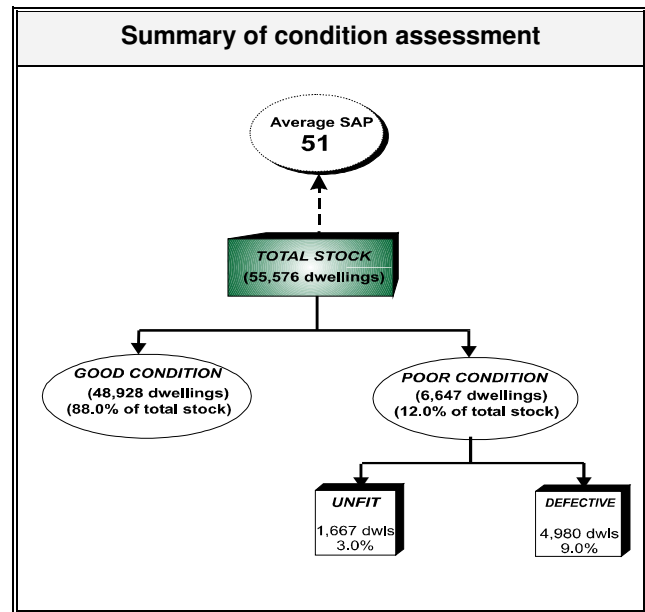 Summary of condition assessment
Average SAP
51
TOTAL STOCK
(55,576 dwellings)
GOOD CONDITION
(48,928 dwellings)
(88.0% of total stock)
POOR CONDITION
(6,647 dwellings)
(12.0% of total stock)
UNFIT
1,667 dwls
3.0%
DEFECTIVE
4,980 dwls
9.0%